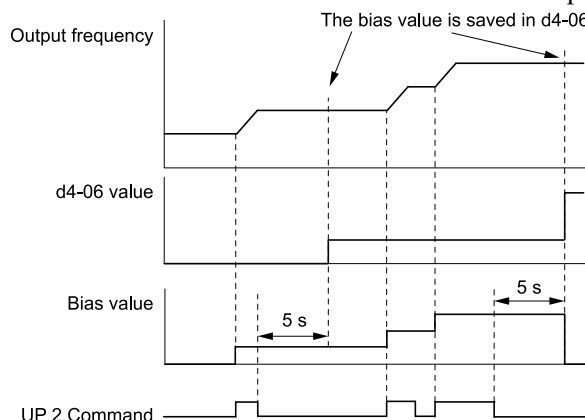 The bias value is saved in d4-06
Output frequency
d4-06 value
Bias value
5 s
5 s
UP 2 Command